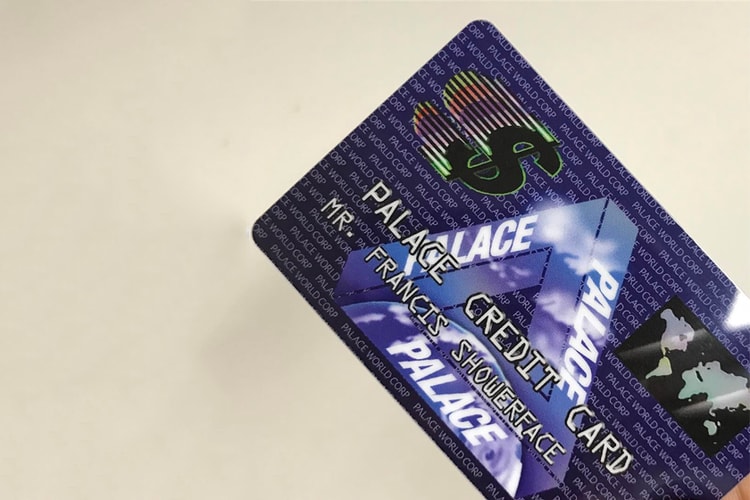 PALACE CREDIT CARD
MR. FRANCIS SHOWERFACE
PALACE
PALACE
PALACE
PALACE WORLD CORP
$